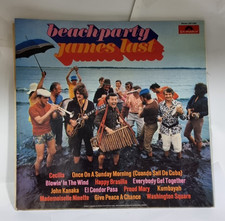 beach party
james last
Polydor
Cecilia Once On A Sunday Morning (Cuando Sali De Cuba)
Blowin' In The Wind Happy Brasilia Everybody Get Together
John Kanaka El Condor Pasa Proud Mary Kumbayah
Mademoiselle Ninette Give Peace A Chance Washington Square